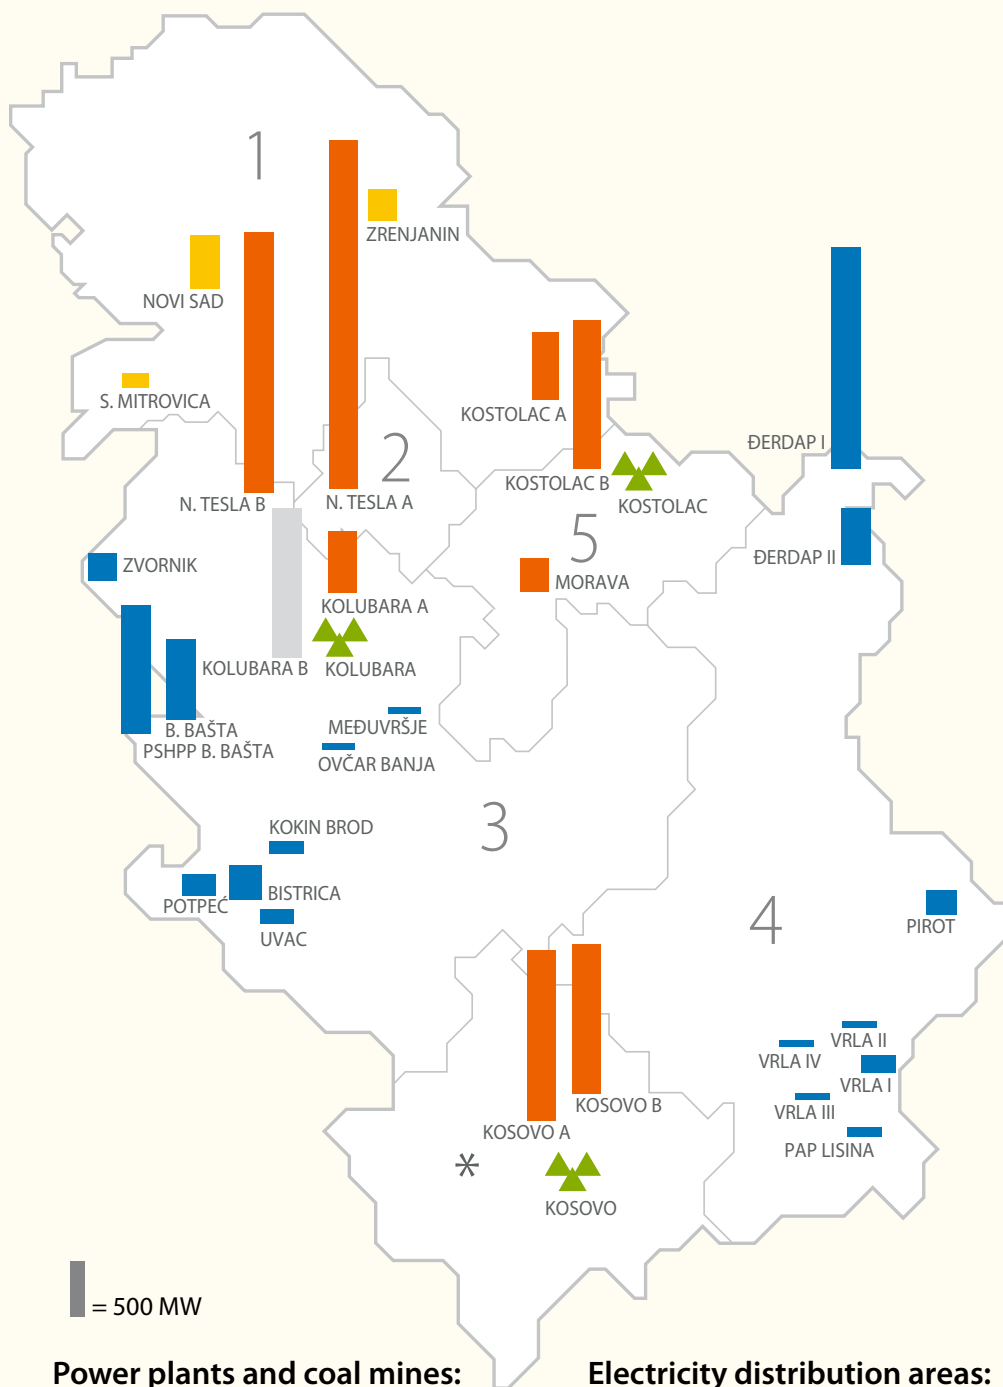 1
ZRENJANIN
NOVI SAD
S. MITROVICA
KOSTOLAC A
2
ĐERDAP I
KOSTOLAC B
N. TESLA B
N. TESLA A
KOSTOLAC
5
ĐERDAP II
ZVORNIK
MORAVA
KOLUBARA A
KOLUBARA B
KOLUBARA
B. BAŠTA
PSHPP B. BAŠTA
MEĐUVRŠJE
OVČAR BANJA
3
KOKIN BROD
POTPEĆ
BISTRICA
UVAC
4
PIROT
VRLA II
VRLA IV
VRLA I
VRLA III
KOSOVO B
KOSOVO A
PAP LISINA
*
KOSOVO
= 500 MW
Power plants and coal mines:
Electricity distribution areas: